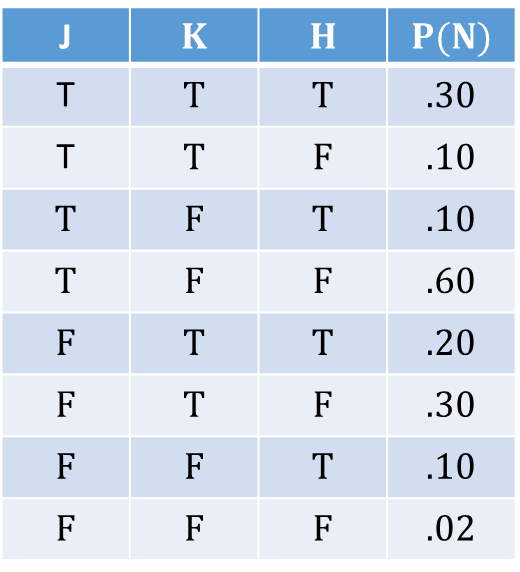 J K H P(N)
T T T .30
T T F .10
T F T .10
T F F .60
F T T .20
F T F .30
F F T .10
F F F .02